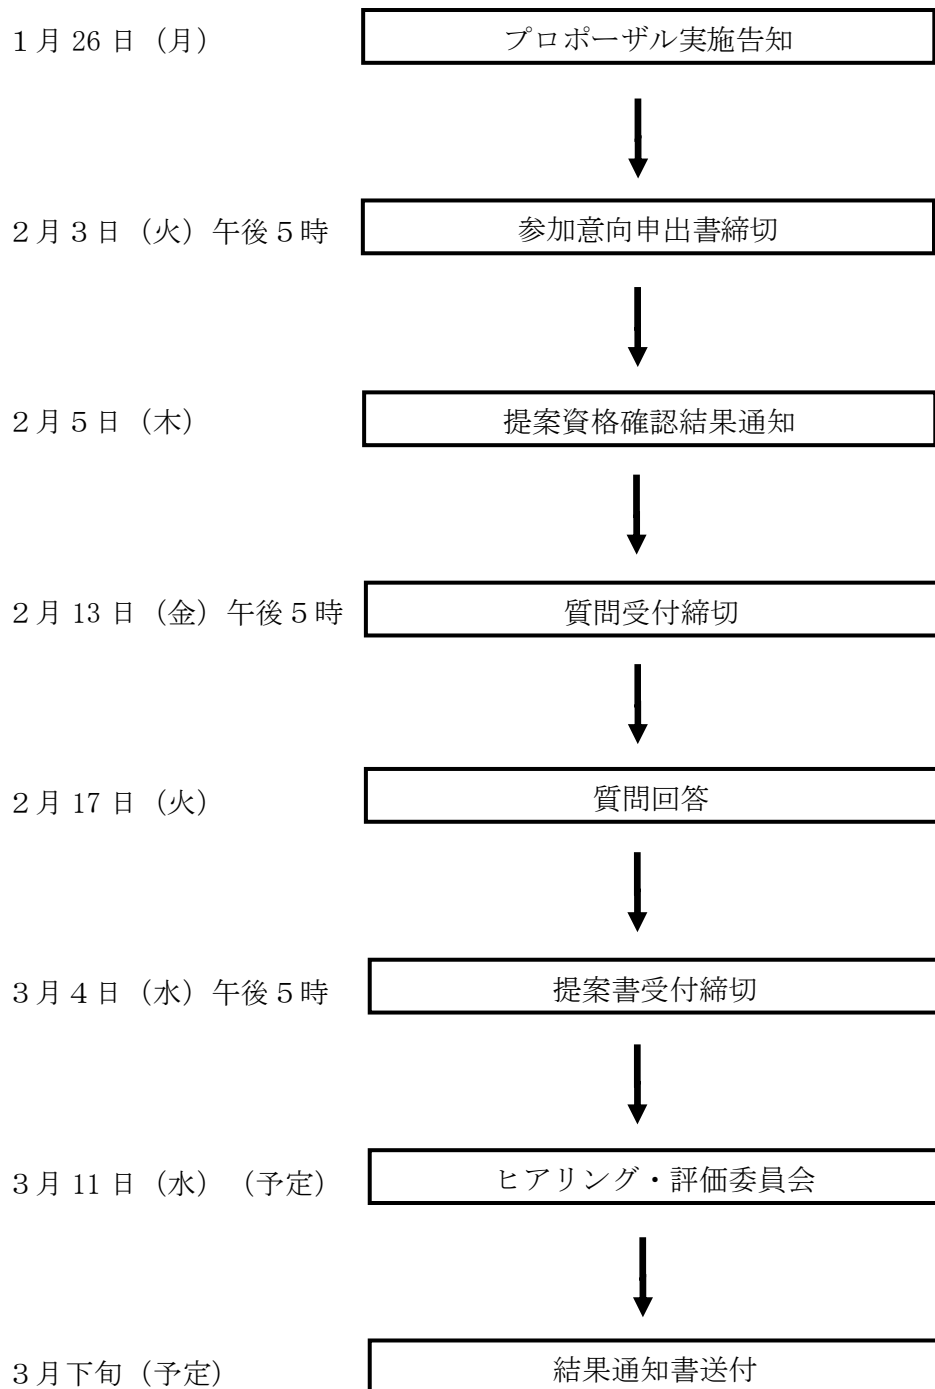 1月26日（月） プロポーザル実施告知
2月3日（火）午後5時 参加意向申出書締切
2月5日（木） 提案資格確認結果通知
2月13日（金）午後5時 質問受付締切
2月17日（火） 質問回答
3月4日（水）午後5時 提案書受付締切
3月11日（水）（予定） ヒアリング・評価委員会
3月下旬（予定） 結果通知書送付